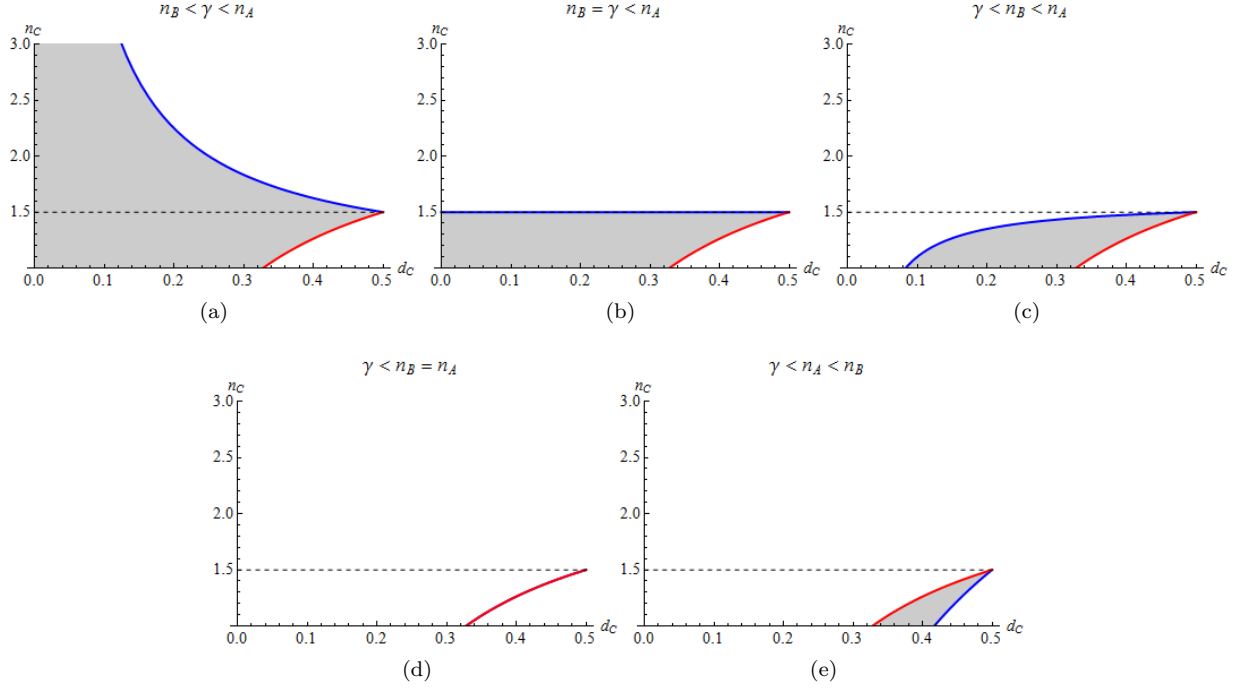 n_B < γ < n_A
n_B = γ < n_A
γ < n_B < n_A
n_C
n_C
n_C
3.0
3.0
3.0
2.5
2.5
2.5
2.0
2.0
2.0
1.5
1.5
1.5
0.0 0.1 0.2 0.3 0.4 0.5 d_C
0.0 0.1 0.2 0.3 0.4 0.5 d_C
0.0 0.1 0.2 0.3 0.4 0.5 d_C
(a)
(b)
(c)
γ < n_B = n_A
γ < n_A < n_B
n_C
n_C
3.0
3.0
2.5
2.5
2.0
2.0
1.5
1.5
0.0 0.1 0.2 0.3 0.4 0.5 d_C
0.0 0.1 0.2 0.3 0.4 0.5 d_C
(d)
(e)